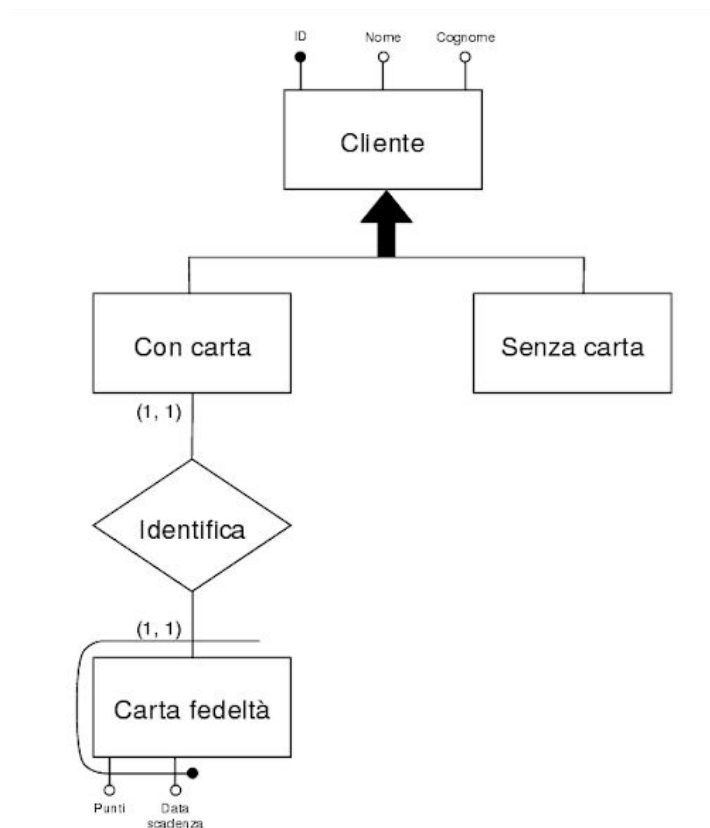 ID Nome Cognome
Cliente
Con carta Senza carta
(1, 1)
Identifica
(1, 1)
Carta fedeltà
Punti Data
scadenza